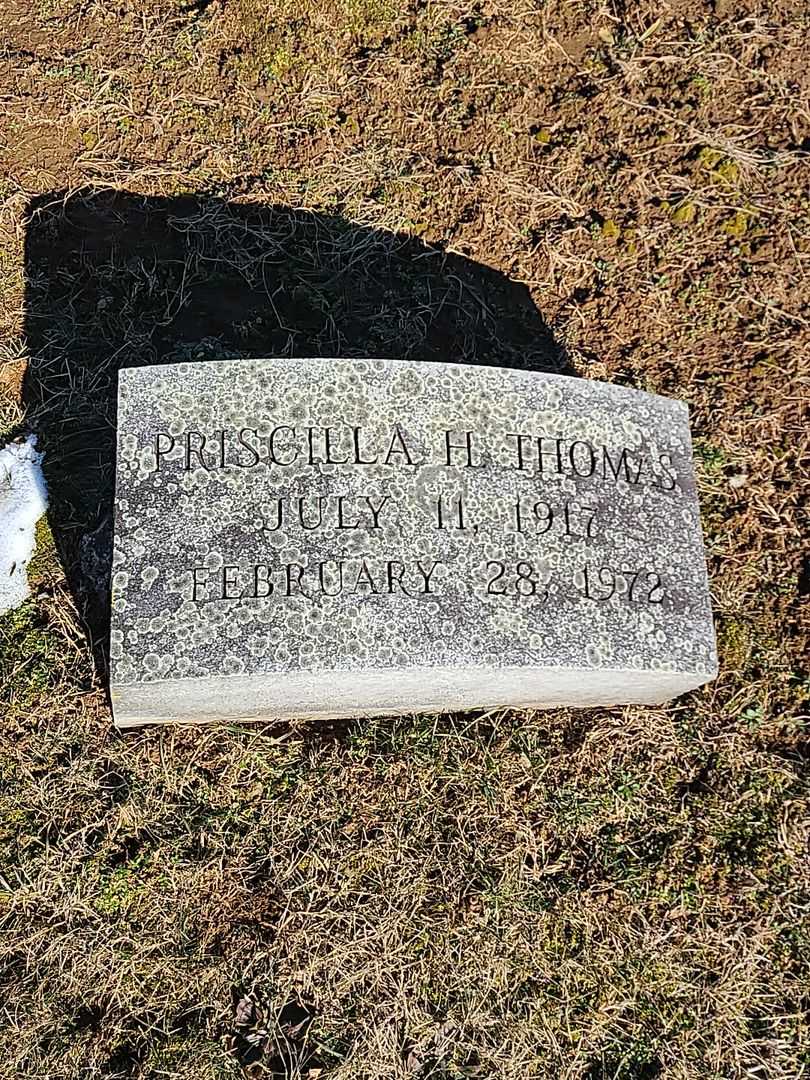 PRISCILLA H. THOMAS
JULY 11, 1917
FEBRUARY 28, 1972